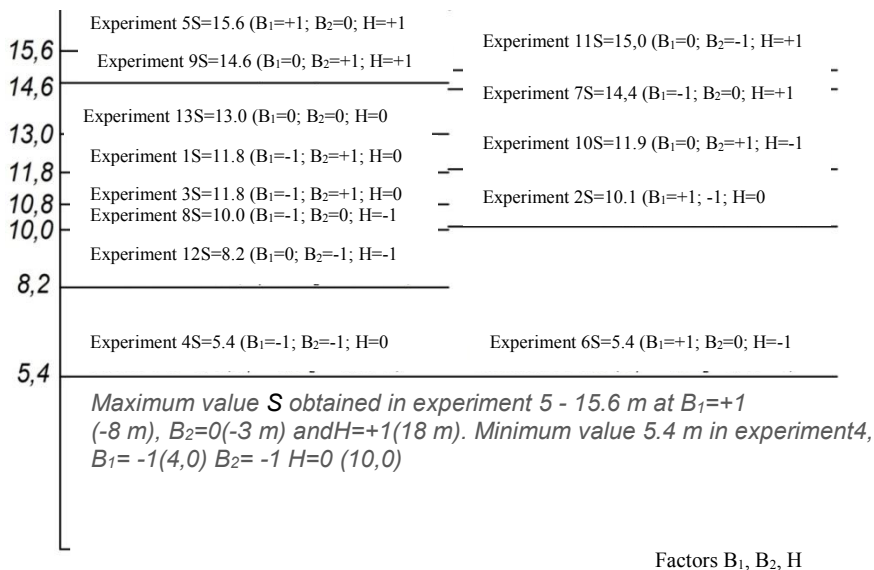 15,6
14,6
13,0
11,8
10,8
10,0
8,2
5,4
Experiment 5S=15.6 (B₁=+1; B₂=0; H=+1)
Experiment 9S=14.6 (B₁=0; B₂=+1; H=+1)
Experiment 13S=13.0 (B₁=0; B₂=0; H=0)
Experiment 1S=11.8 (B₁=-1; B₂=+1; H=0)
Experiment 3S=11.8 (B₁=-1; B₂=+1; H=0)
Experiment 8S=10.0 (B₁=-1; B₂=0; H=-1)
Experiment 12S=8.2 (B₁=0; B₂=-1; H=-1)
Experiment 4S=5.4 (B₁=-1; B₂=-1; H=0)
Experiment 11S=15,0 (B₁=0; B₂=-1; H=+1)
Experiment 7S=14,4 (B₁=-1; B₂=0; H=+1)
Experiment 10S=11.9 (B₁=0; B₂=+1; H=-1)
Experiment 2S=10.1 (B₁=+1; -1; H=0)
Experiment 6S=5.4 (B₁=+1; B₂=0; H=-1)
Maximum value S obtained in experiment 5 - 15.6 m at B₁=+1
(-8 m), B₂=0(-3 m) andH=+1(18 m). Minimum value 5.4 m in experiment4,
B₁= -1(4,0) B₂= -1 H=0 (10,0)
Factors B₁, B₂, H